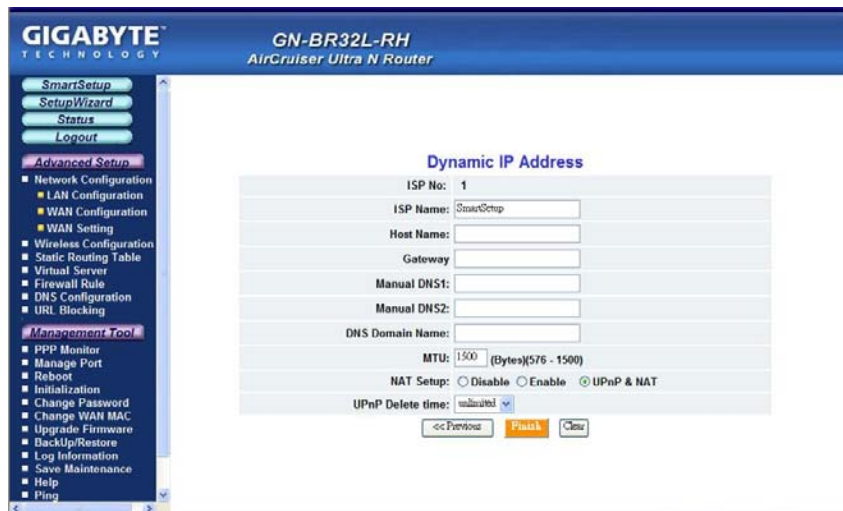 GIGABYTE™
TECHNOLOGY
GN-BR32L-RH
AirCruiser Ultra N Router
SmartSetup
SetupWizard
Status
Logout
Advanced Setup
Network Configuration
LAN Configuration
WAN Configuration
WAN Setting
Wireless Configuration
Static Routing Table
Virtual Server
Firewall Rule
DNS Configuration
URL Blocking
Management Tool
PPP Monitor
Manage Port
Reboot
Initialization
Change Password
Change WAN MAC
Upgrade Firmware
BackUp/Restore
Log Information
Save Maintenance
Help
Ping
Dynamic IP Address
ISP No: 1
ISP Name: SmartSetup
Host Name:
Gateway
Manual DNS1:
Manual DNS2:
DNS Domain Name:
MTU: 1500 (Bytes)(576 - 1500)
NAT Setup: Disable Enable UPnP & NAT
UPnP Delete time: unlimited
<< Previous Finish Clear